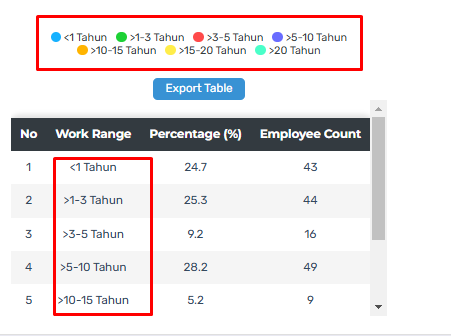 <1 Tahun >1-3 Tahun >3-5 Tahun >5-10 Tahun
>10-15 Tahun >15-20 Tahun >20 Tahun
Export Table
No Work Range Percentage (%) Employee Count
1 <1 Tahun 24.7 43
2 >1-3 Tahun 25.3 44
3 >3-5 Tahun 9.2 16
4 >5-10 Tahun 28.2 49
5 >10-15 Tahun 5.2 9